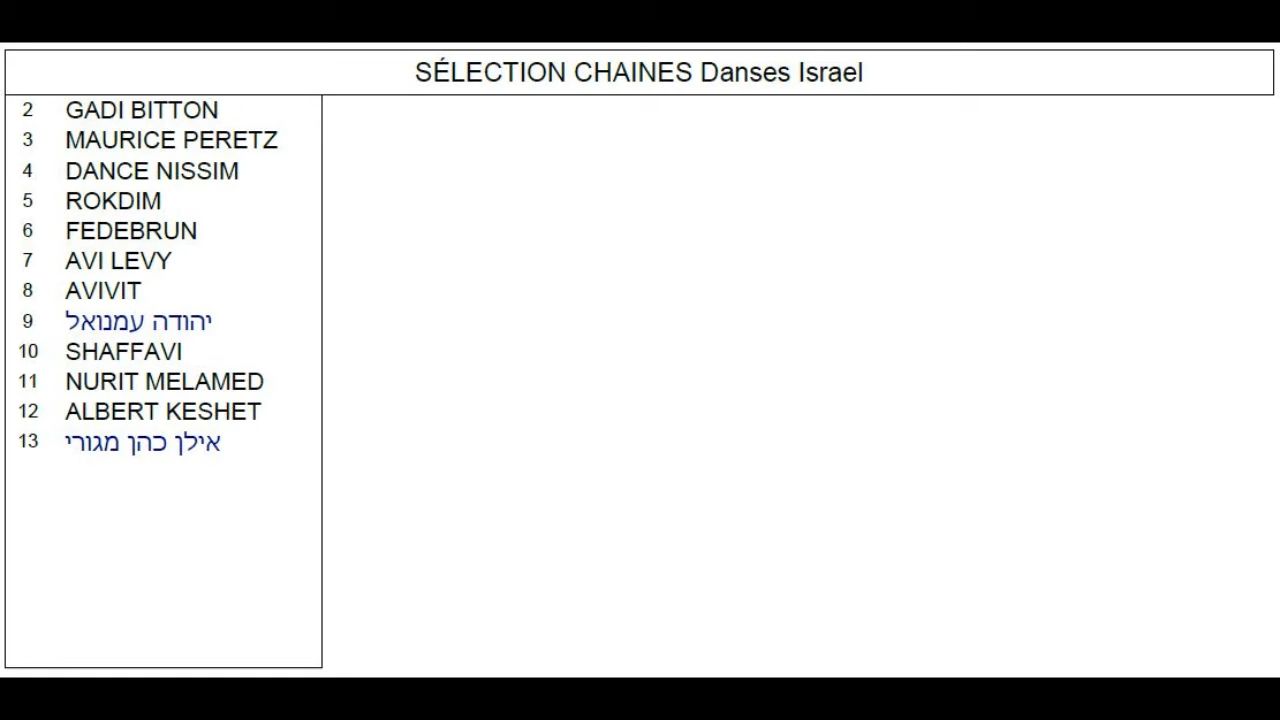 SÉLECTION CHAINES Danses Israel
2 GADI BITTON
3 MAURICE PERETZ
4 DANCE NISSIM
5 ROKDIM
6 FEDEBRUN
7 AVI LEVY
8 AVIVIT
9 יהודה עמנואל
10 SHAFFAVI
11 NURIT MELAMED
12 ALBERT KESHET
13 אילן כהן מגורי